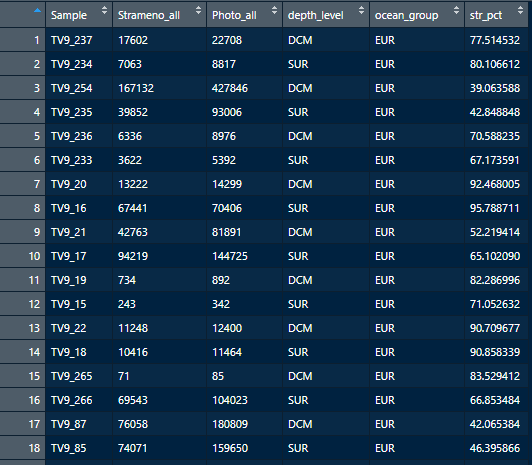 Sample Strameno_all Photo_all depth_level ocean_group str_pct
1 TV9_237 17602 22708 DCM EUR 77.514532
2 TV9_234 7063 8817 SUR EUR 80.106612
3 TV9_254 167132 427846 DCM EUR 39.063588
4 TV9_235 39852 93006 SUR EUR 42.848848
5 TV9_236 6336 8976 DCM EUR 70.588235
6 TV9_233 3622 5392 SUR EUR 67.173591
7 TV9_20 13222 14299 DCM EUR 92.468005
8 TV9_16 67441 70406 SUR EUR 95.788711
9 TV9_21 42763 81891 DCM EUR 52.219414
10 TV9_17 94219 144725 SUR EUR 65.102090
11 TV9_19 734 892 DCM EUR 82.286996
12 TV9_15 243 342 SUR EUR 71.052632
13 TV9_22 11248 12400 DCM EUR 90.709677
14 TV9_18 10416 11464 SUR EUR 90.858339
15 TV9_265 71 85 DCM EUR 83.529412
16 TV9_266 69543 104023 SUR EUR 66.853484
17 TV9_87 76058 180809 DCM EUR 42.065384
18 TV9_85 74071 159650 SUR EUR 46.395866